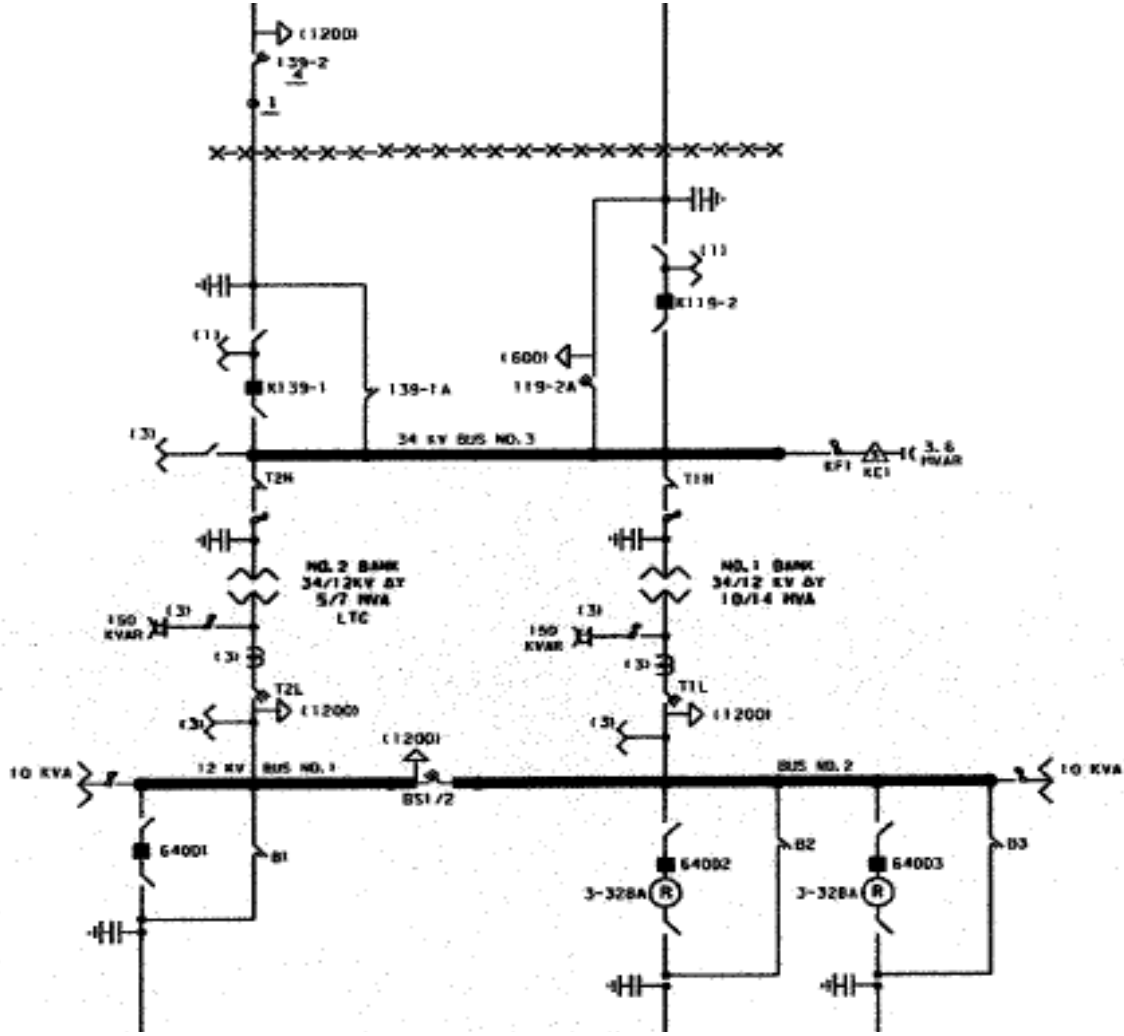 (1200)
139-2
4
1
(1)
K119-2
(1)
(600)
K139-1
139-1A
119-2A
(3)
34 KV BUS NO.3
KF1
KC1
3.6
MVAR
T2H
T1H
NO.2 BANK
34/12KV ΔY
5/7 MVA
LTC
NO.1 BANK
34/12 KV ΔY
10/14 MVA
(3)
150
KVAR
(3)
150
KVAR
(3)
(3)
T2L
T1L
(3)
(1200)
(3)
(1200)
(1200)
10 KVA
12 KV BUS NO.1
BUS NO.2
10 KVA
BS1/2
640D1
B1
640D2
B2
640D3
B3
3-328A
R
3-328A
R